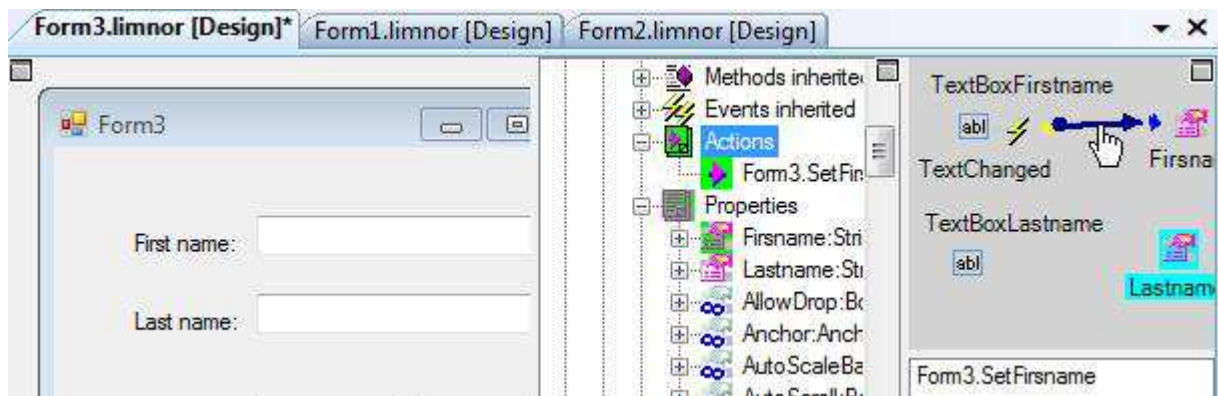 Form3.limnor [Design]* Form1.limnor [Design] Form2.limnor [Design]
Form3
First name:
Last name:
Methods inherite
Events inherited
Actions
Form3.SetFirs
Properties
Firsname:Stri
Lastname:Str
AllowDrop:Bo
Anchor:Anch
AutoScaleBa
AutoScroll:B
TextBoxFirstname
abl
TextChanged
Firsna
TextBoxLastname
abl
Lastnam
Form3.SetFirsname